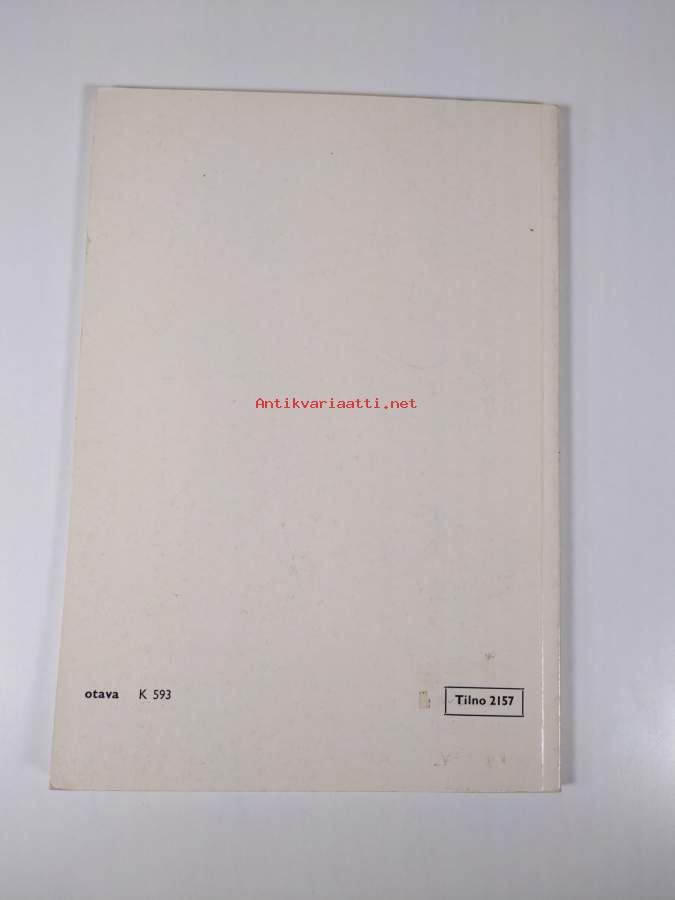 Antikvariaatti.net
otava K 593
Tilno 2157